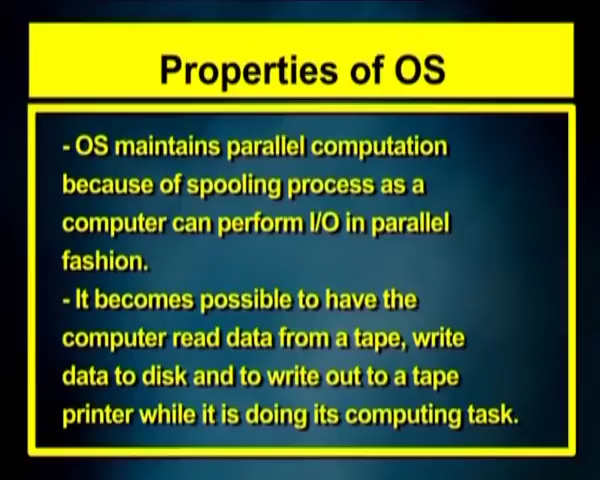 Properties of OS
- OS maintains parallel computation
because of spooling process as a
computer can perform I/O in parallel
fashion.
- It becomes possible to have the
computer read data from a tape, write
data to disk and to write out to a tape
printer while it is doing its computing task.